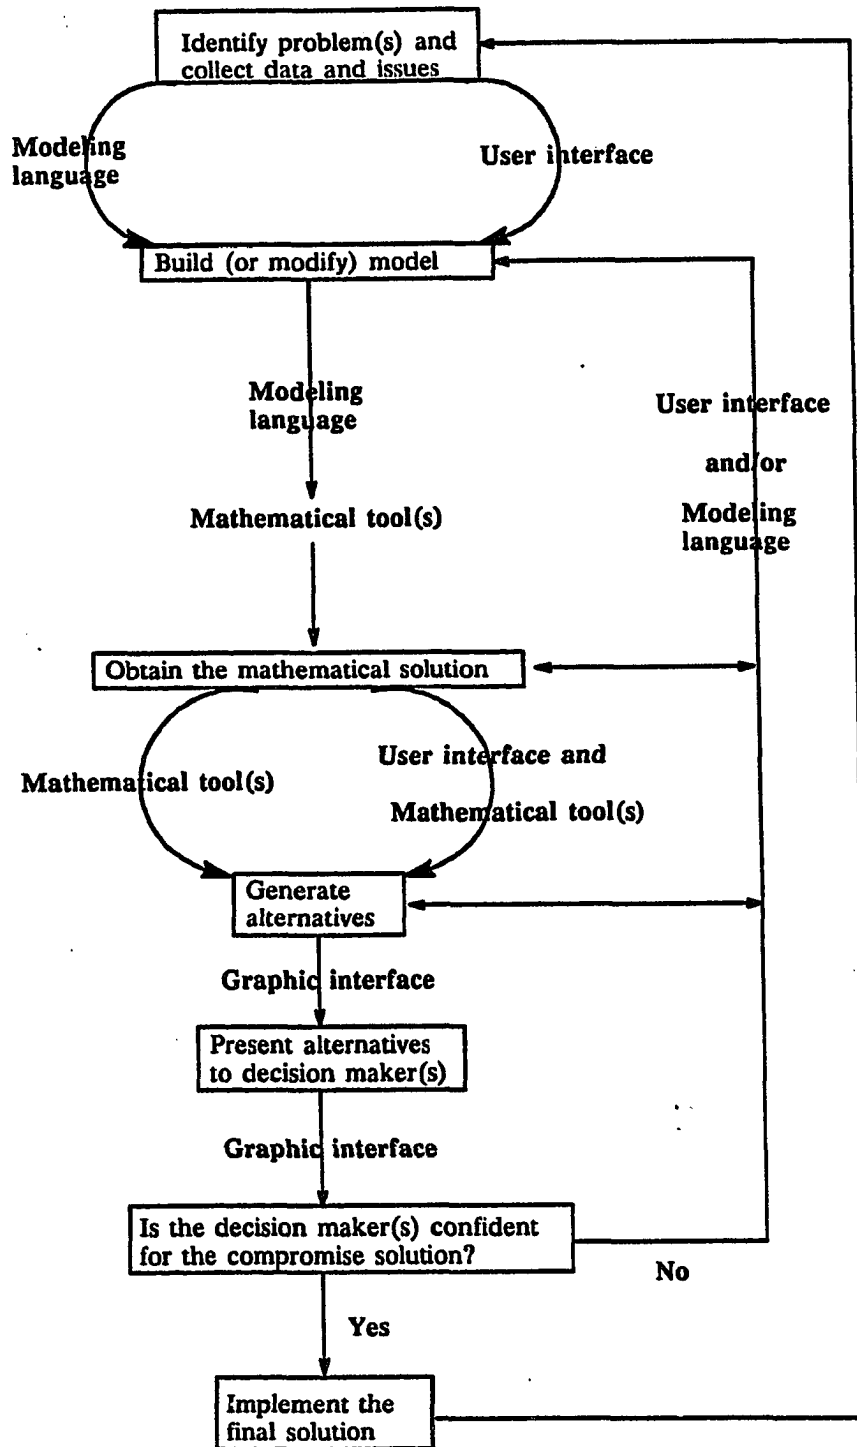 Identify problem(s) and
collect data and issues
Modeling
language
User interface
Build (or modify) model
Modeling
language
User interface
and/or
Modeling
language
Mathematical tool(s)
Obtain the mathematical solution
Mathematical tool(s)
User interface and
Mathematical tool(s)
Generate
alternatives
Graphic interface
Present alternatives
to decision maker(s)
Graphic interface
Is the decision maker(s) confident
for the compromise solution?
No
Yes
Implement the
final solution